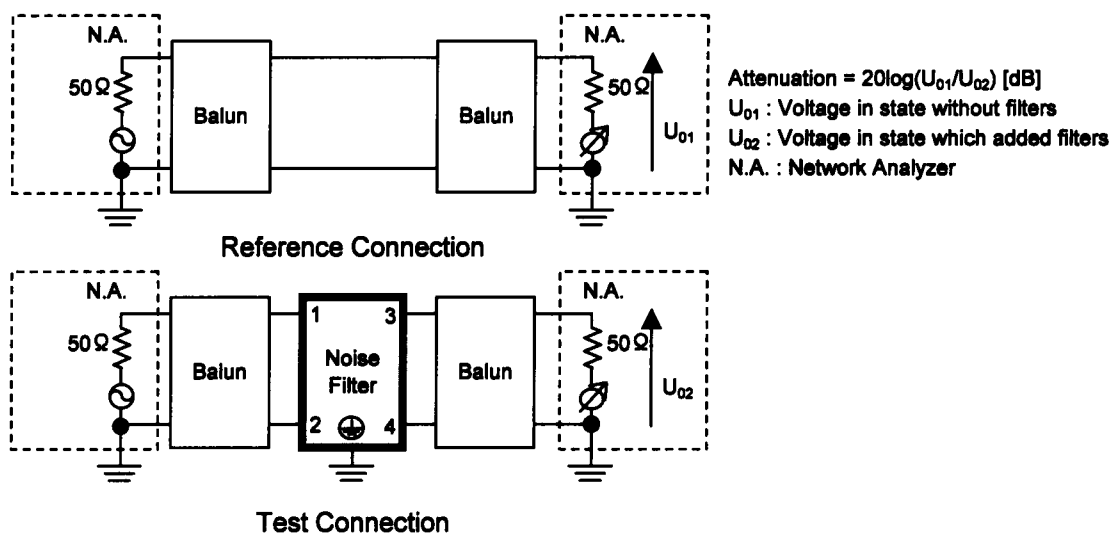 N.A.
50Ω
Balun
Balun
N.A.
50Ω
U01
Attenuation = 20log(U01/U02) [dB]
U01 : Voltage in state without filters
U02 : Voltage in state which added filters
N.A. : Network Analyzer
Reference Connection
N.A.
50Ω
Balun
1 3
Noise
Filter
2 4
Balun
N.A.
50Ω
U02
Test Connection